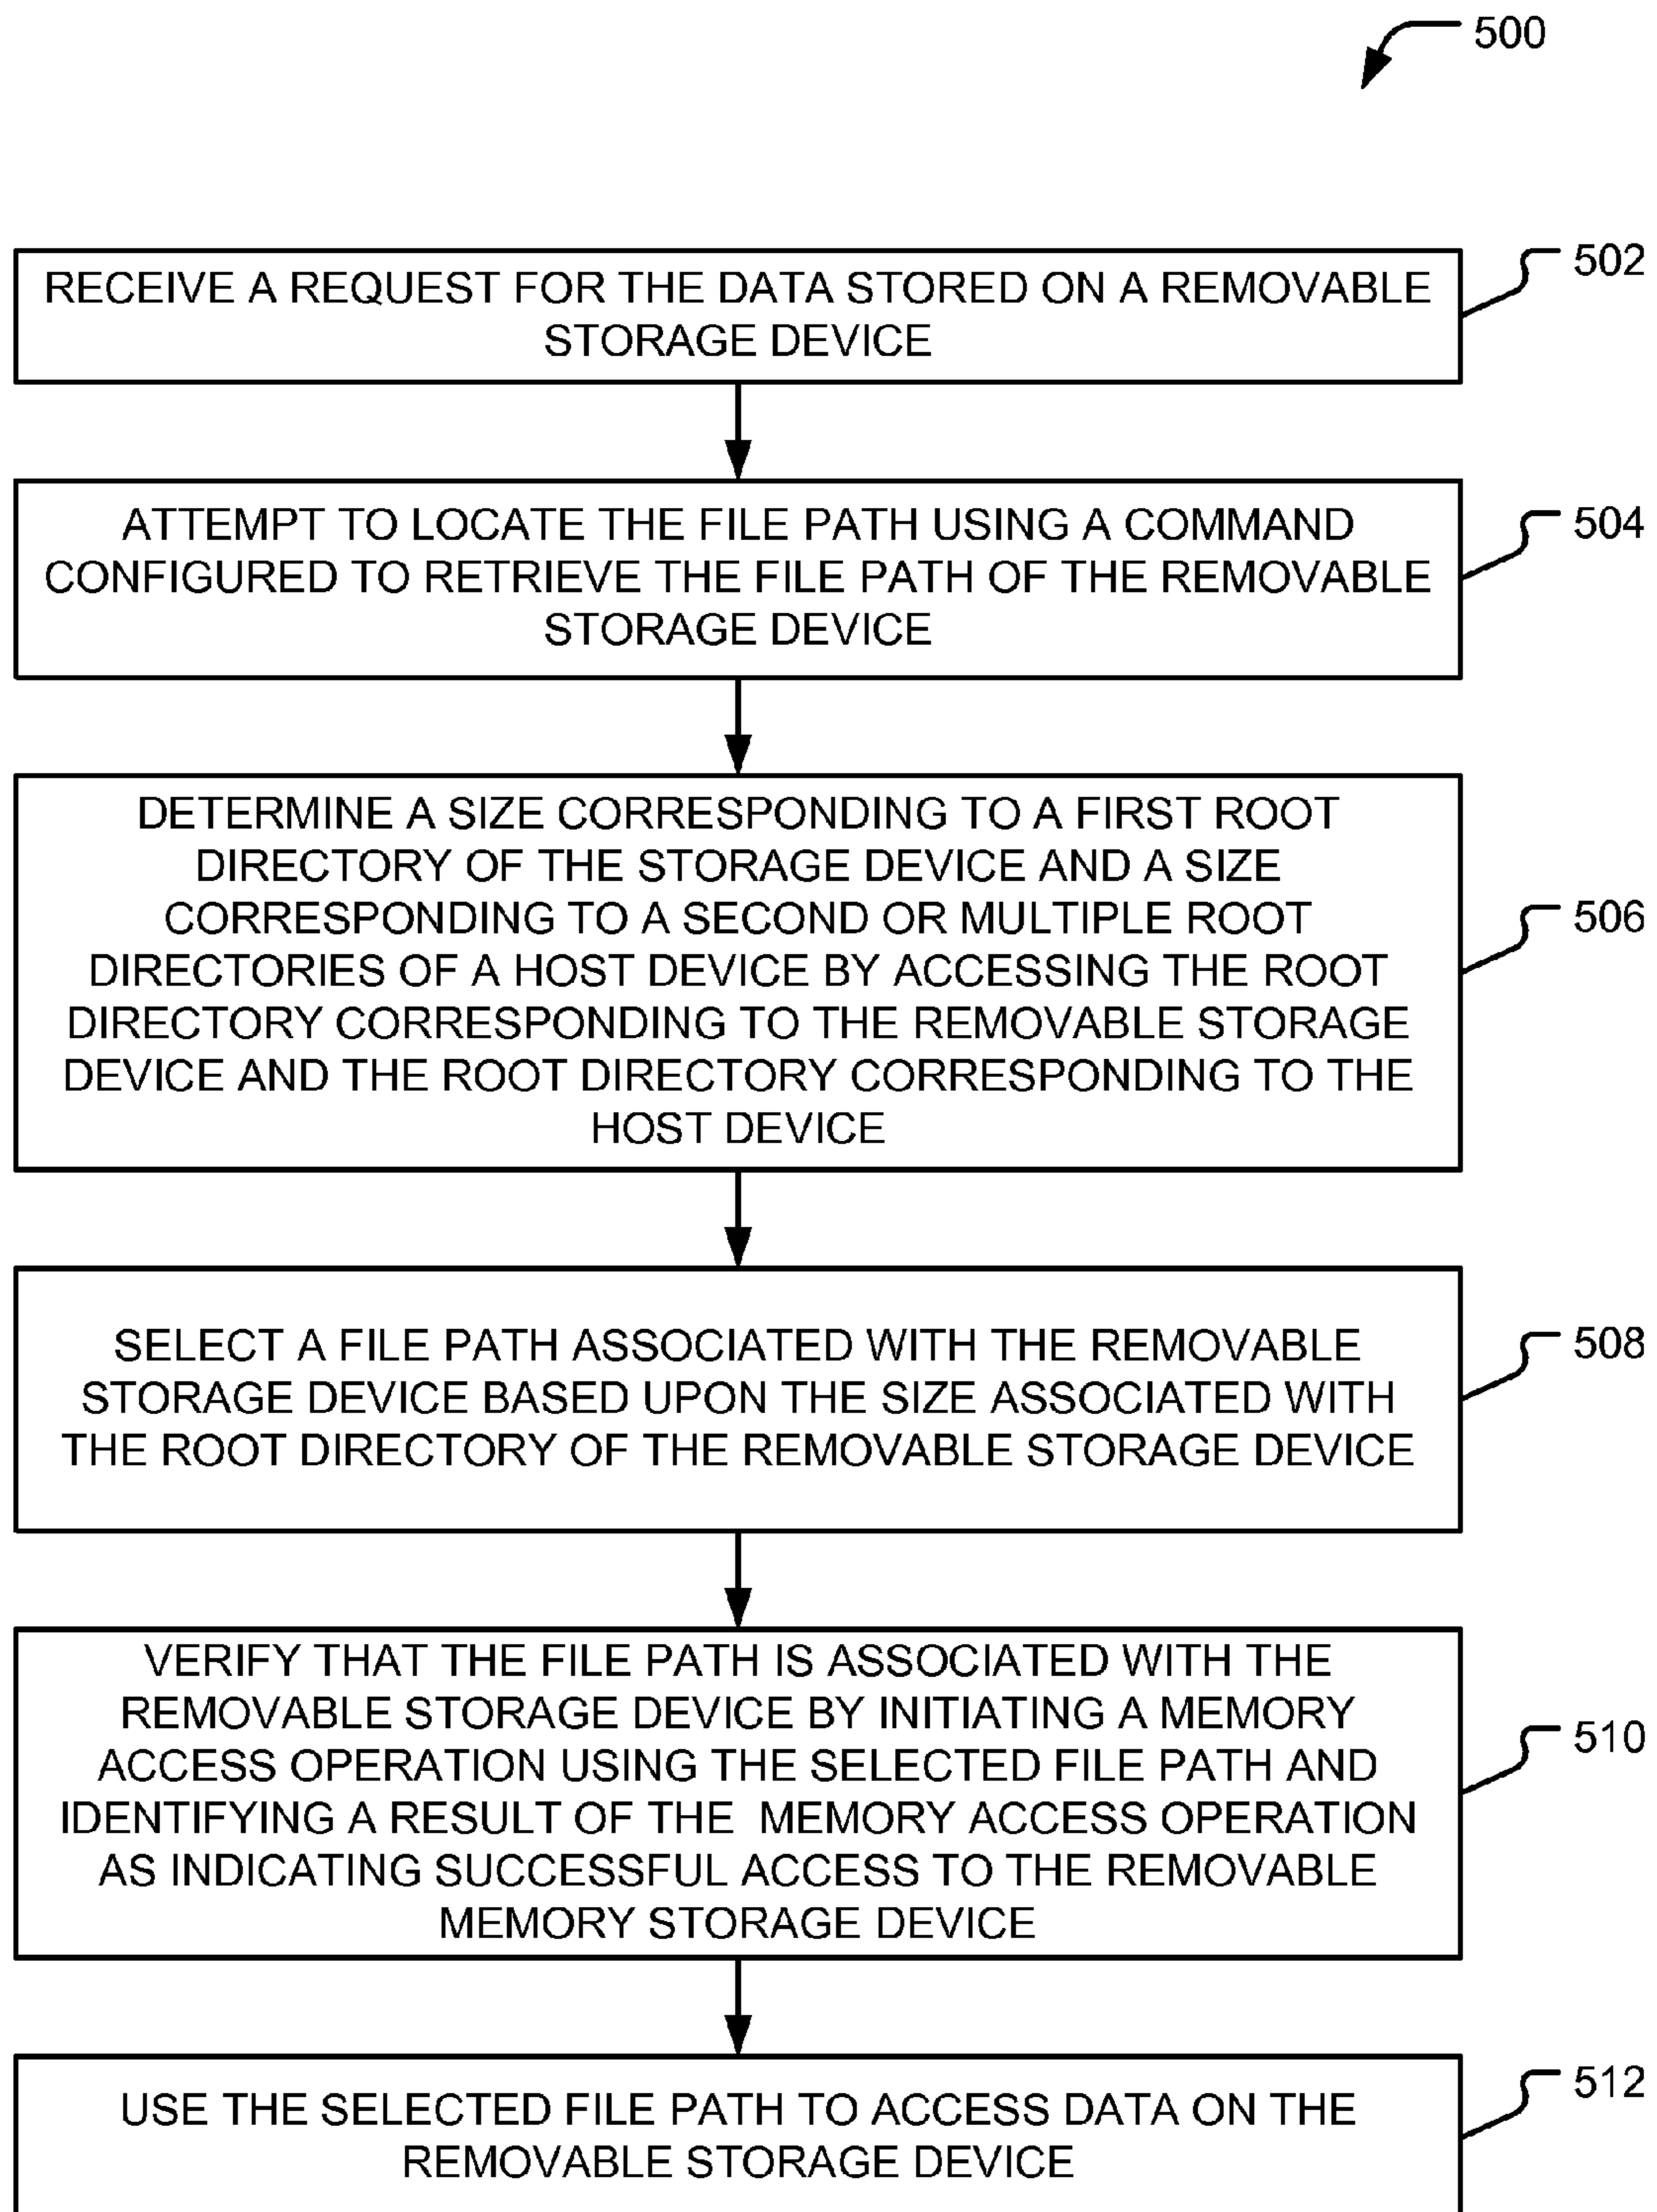 500
RECEIVE A REQUEST FOR THE DATA STORED ON A REMOVABLE
STORAGE DEVICE
502
ATTEMPT TO LOCATE THE FILE PATH USING A COMMAND
CONFIGURED TO RETRIEVE THE FILE PATH OF THE REMOVABLE
STORAGE DEVICE
504
DETERMINE A SIZE CORRESPONDING TO A FIRST ROOT
DIRECTORY OF THE STORAGE DEVICE AND A SIZE
CORRESPONDING TO A SECOND OR MULTIPLE ROOT
DIRECTORIES OF A HOST DEVICE BY ACCESSING THE ROOT
DIRECTORY CORRESPONDING TO THE REMOVABLE STORAGE
DEVICE AND THE ROOT DIRECTORY CORRESPONDING TO THE
HOST DEVICE
506
SELECT A FILE PATH ASSOCIATED WITH THE REMOVABLE
STORAGE DEVICE BASED UPON THE SIZE ASSOCIATED WITH
THE ROOT DIRECTORY OF THE REMOVABLE STORAGE DEVICE
508
VERIFY THAT THE FILE PATH IS ASSOCIATED WITH THE
REMOVABLE STORAGE DEVICE BY INITIATING A MEMORY
ACCESS OPERATION USING THE SELECTED FILE PATH AND
IDENTIFYING A RESULT OF THE MEMORY ACCESS OPERATION
AS INDICATING SUCCESSFUL ACCESS TO THE REMOVABLE
MEMORY STORAGE DEVICE
510
USE THE SELECTED FILE PATH TO ACCESS DATA ON THE
REMOVABLE STORAGE DEVICE
512